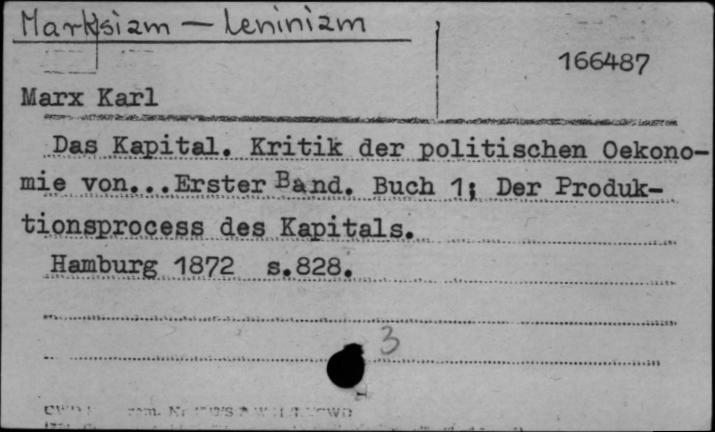 Marksizm — Leninizm
166487
Marx Karl
Das Kapital. Kritik der politischen Oekono-
mie von...Erster Band. Buch 1; Der Produk-
tionsprocess des Kapitals.
Hamburg 1872 s.828.
3